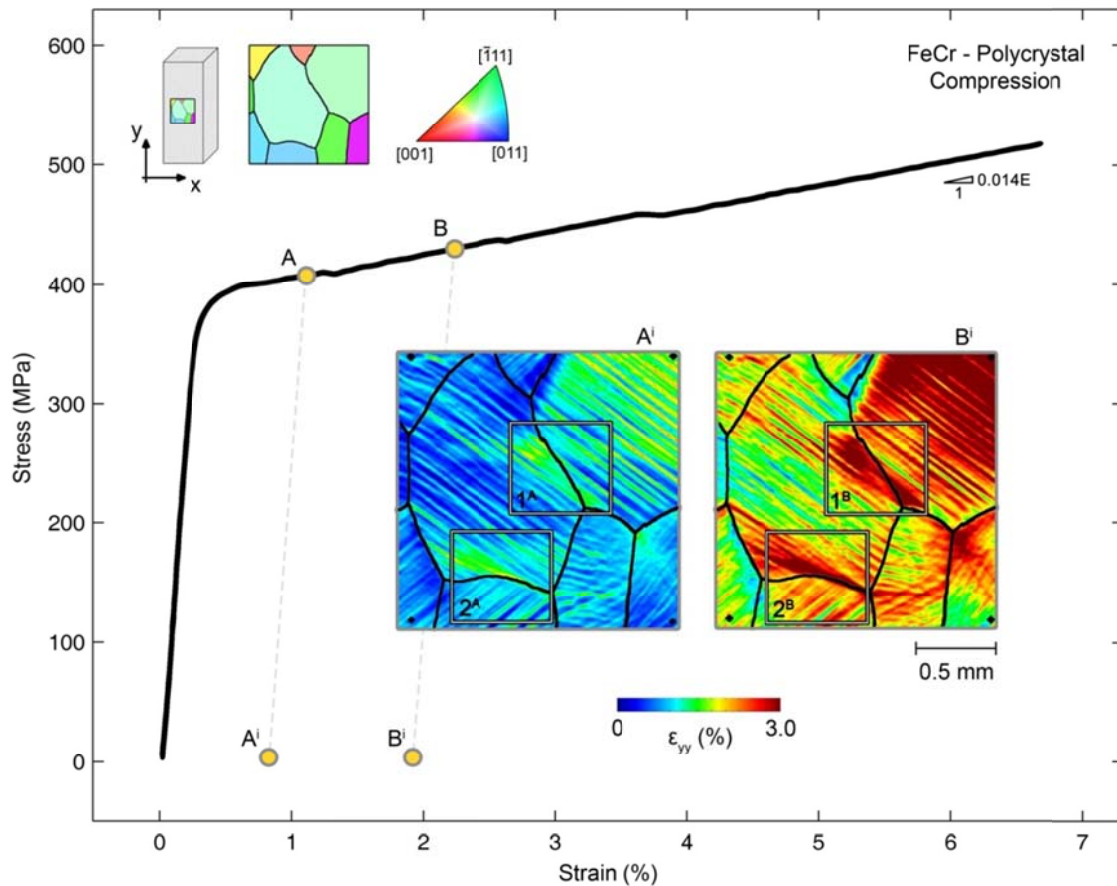 600
500
400
300
200
100
0
Stress (MPa)
0 1 2 3 4 5 6 7
Strain (%)
FeCr - Polycrystal
Compression
y
x
[1̄11]
[001]
[011]
0.014E
1
A
B
Aⁱ
Bⁱ
Aⁱ
Bⁱ
1ᴬ
2ᴬ
1ᴮ
2ᴮ
0.5 mm
0 3.0
εyy (%)